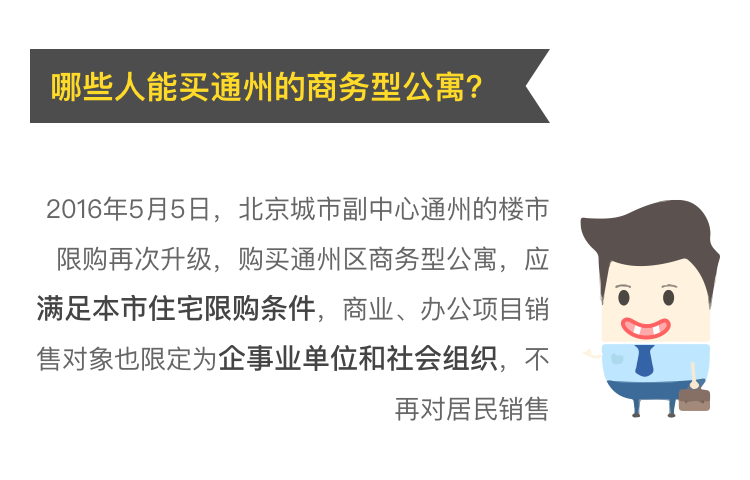 哪些人能买通州的商务型公寓？
2016年5月5日，北京城市副中心通州的楼市
限购再次升级，购买通州区商务型公寓，应
满足本市住宅限购条件，商业、办公项目销
售对象也限定为企事业单位和社会组织，不
再对居民销售